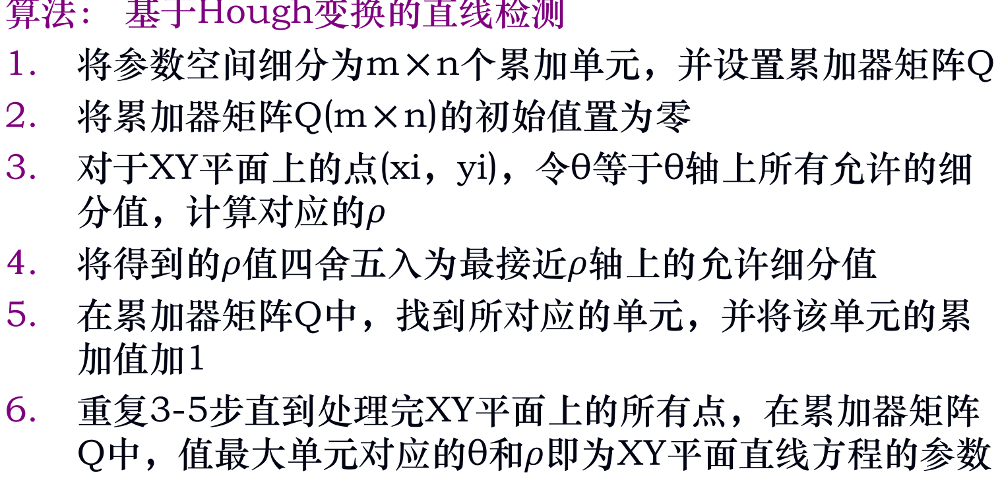 算法： 基于Hough变换的直线检测
1. 将参数空间细分为m×n个累加单元，并设置累加器矩阵Q
2. 将累加器矩阵Q(m×n)的初始值置为零
3. 对于XY平面上的点(xi，yi)，令θ等于θ轴上所有允许的细
分值，计算对应的ρ
4. 将得到的ρ值四舍五入为最接近ρ轴上的允许细分值
5. 在累加器矩阵Q中，找到所对应的单元，并将该单元的累
加值加1
6. 重复3-5步直到处理完XY平面上的所有点，在累加器矩阵
Q中，值最大单元对应的θ和ρ即为XY平面直线方程的参数